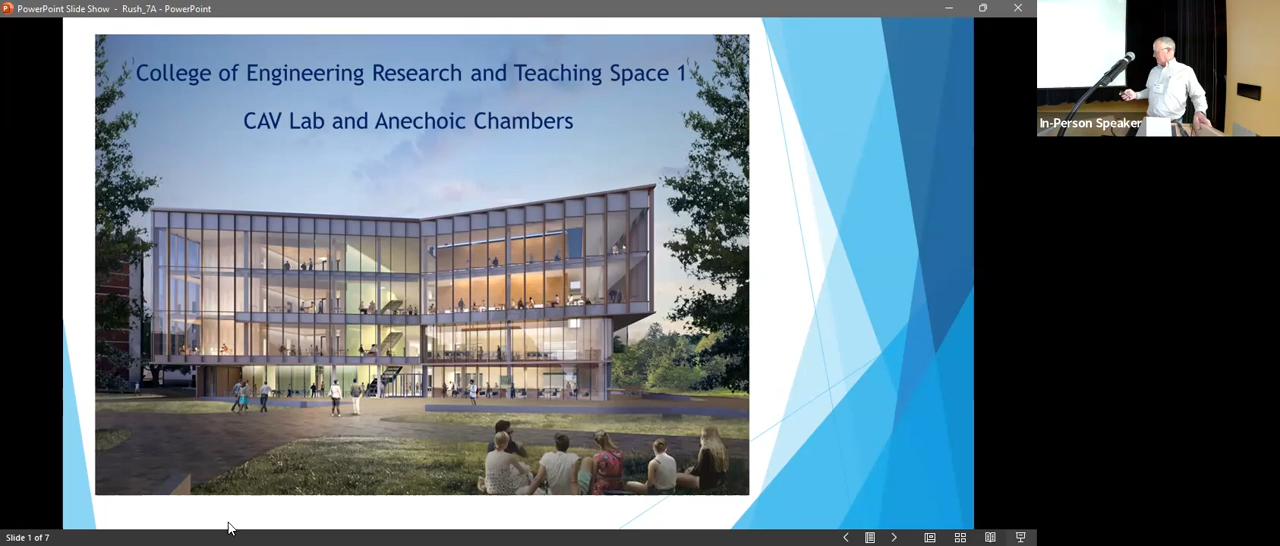 PowerPoint Slide Show - Rush_7A - PowerPoint
College of Engineering Research and Teaching Space 1
CAV Lab and Anechoic Chambers
In-Person Speaker
Slide 1 of 7